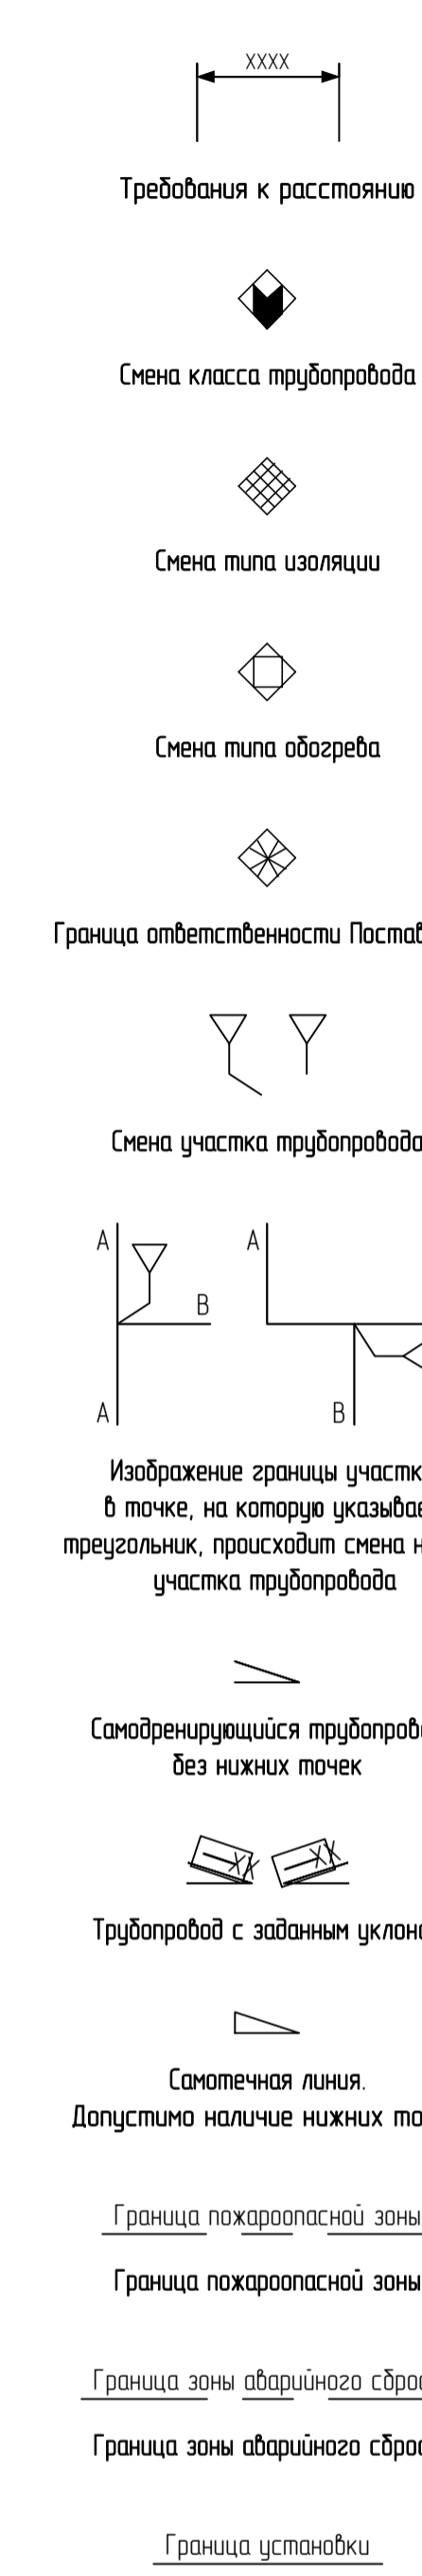 XXXX
Требования к расстоянию
Смена класса трубопровода
Смена типа изоляции
Смена типа обогрева
Граница ответственности
Смена участка трубопровода
A A
B
A B
Изображение границы
в точке, на которую
треугольник, происходит смена
участка трубопровода
Самодренирующийся
без нижних точек
XX XX
Трубопровод с заданным
Самотечная линия.
Допустимо наличие нижних
Граница пожароопасной зоны
Граница пожароопасной зоны
Граница зоны аварийного
Граница зоны аварийного
Граница установки